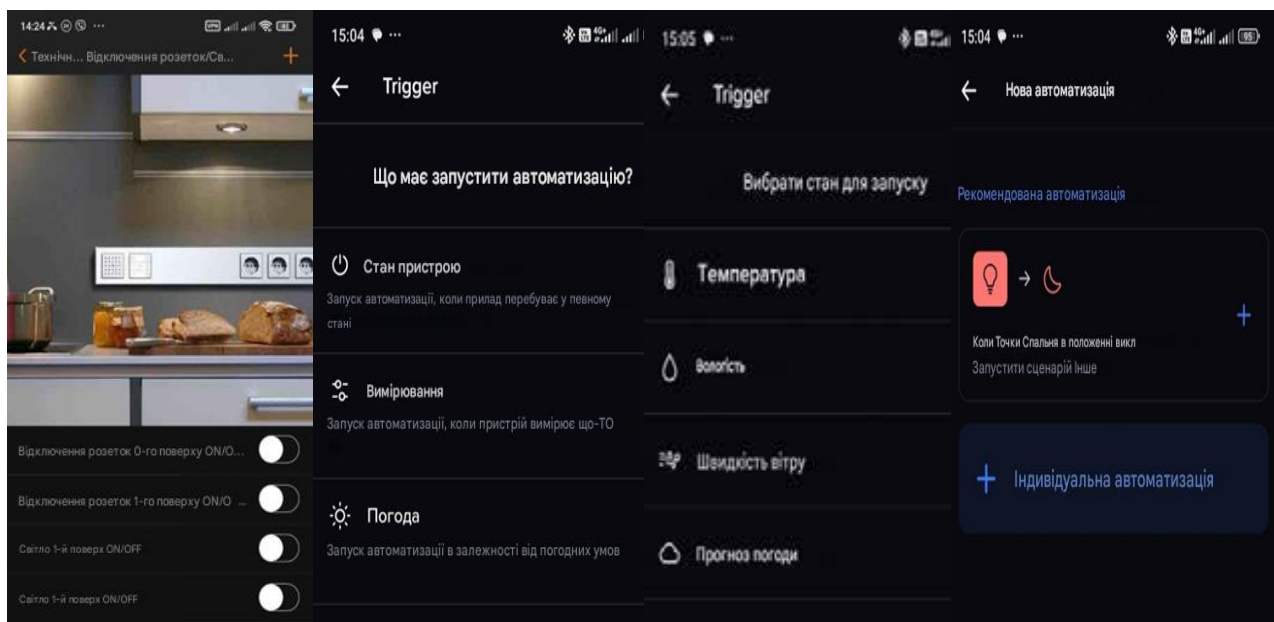 14:24
Технічн... Відключення розеток/Св...
Відключення розеток 0-го поверху ON/O...
Відключення розеток 1-го поверху ON/O ...
Світло 1-й поверх ON/OFF
Світло 1-й поверх ON/OFF
15:04
Trigger
Що має запустити автоматизацію?
Стан пристрою
Запуск автоматизації, коли прилад перебуває у певному
стані
Вимірювання
Запуск автоматизації, коли пристрій вимірює що-ТО
Погода
Запуск автоматизації в залежності від погодних умов
15:05
Trigger
Вибрати стан для запуску
Температура
Вологість
Швидкість вітру
Прогноз погоди
15:04 95
Нова автоматизація
Рекомендована автоматизація
Коли Точки Спальня в положенні викл
Запустити сценарій Інше
Індивідуальна автоматизація